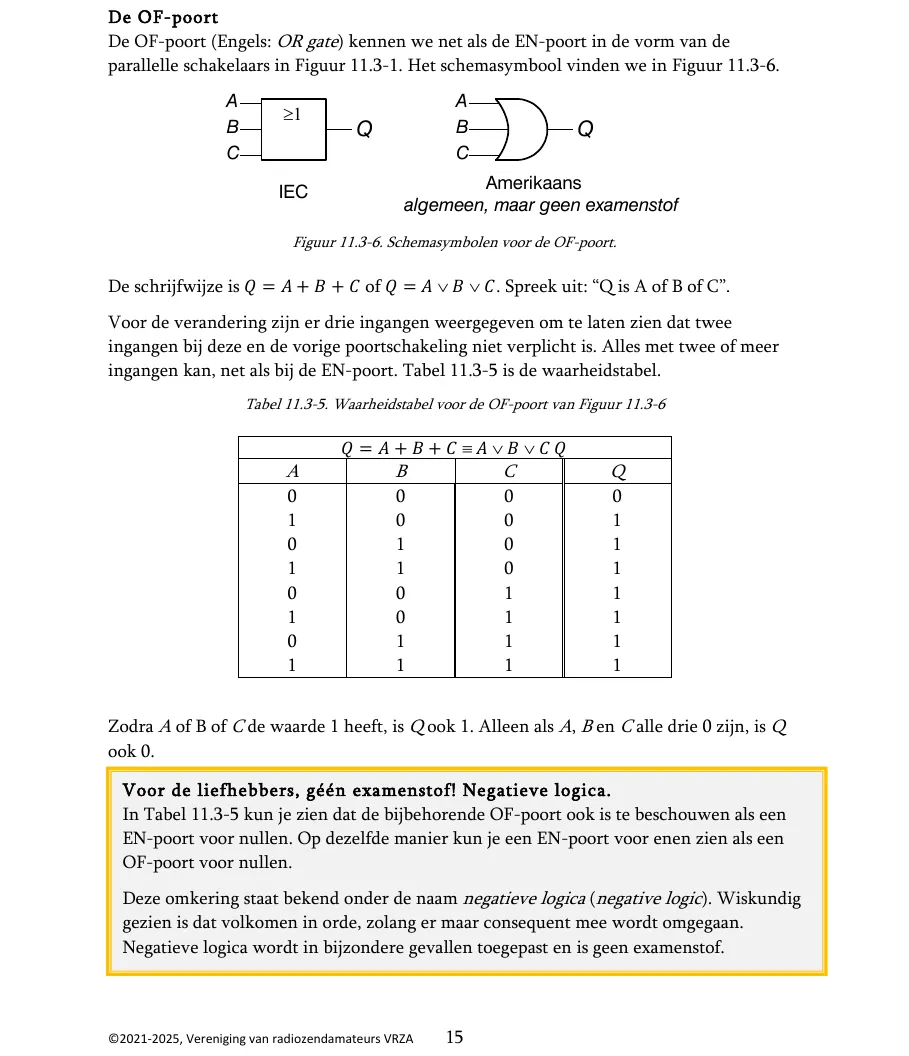 De OF-poort
De OF-poort (Engels: OR gate) kennen we net als de EN-poort in de vorm van de
parallelle schakelaars in Figuur 11.3-1. Het schemasymbool vinden we in Figuur 11.3-6.
A
B
C
≥1
Q
IEC
A
B
C
Q
Amerikaans
algemeen, maar geen examenstof
Figuur 11.3-6. Schemasymbolen voor de OF-poort.
De schrijfwijze is Q = A + B + C of Q = A ∨ B ∨ C. Spreek uit: “Q is A of B of C”.
Voor de verandering zijn er drie ingangen weergegeven om te laten zien dat twee
ingangen bij deze en de vorige poortschakeling niet verplicht is. Alles met twee of meer
ingangen kan, net als bij de EN-poort. Tabel 11.3-5 is de waarheidstabel.
Tabel 11.3-5. Waarheidstabel voor de OF-poort van Figuur 11.3-6
Q = A + B + C ≡ A ∨ B ∨ C Q
A B C Q
0 0 0 0
1 0 0 1
0 1 0 1
1 1 0 1
0 0 1 1
1 0 1 1
0 1 1 1
1 1 1 1
Zodra A of B of C de waarde 1 heeft, is Q ook 1. Alleen als A, B en C alle drie 0 zijn, is Q
ook 0.
Voor de liefhebbers, géén examenstof! Negatieve logica.
In Tabel 11.3-5 kun je zien dat de bijbehorende OF-poort ook is te beschouwen als een
EN-poort voor nullen. Op dezelfde manier kun je een EN-poort voor enen zien als een
OF-poort voor nullen.
Deze omkering staat bekend onder de naam negatieve logica (negative logic). Wiskundig
gezien is dat volkomen in orde, zolang er maar consequent mee wordt omgegaan.
Negatieve logica wordt in bijzondere gevallen toegepast en is geen examenstof.
©2021-2025, Vereniging van radiozendamateurs VRZA 15